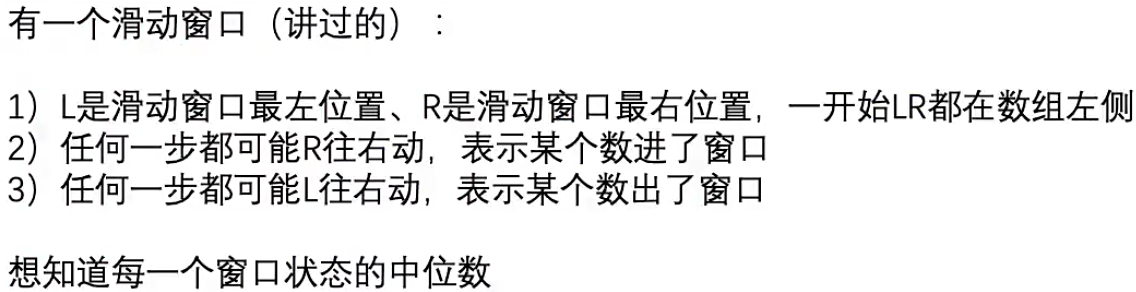 有一个滑动窗口（讲过的）：
1）L是滑动窗口最左位置、R是滑动窗口最右位置，一开始LR都在数组左侧
2）任何一步都可能R往右动，表示某个数进了窗口
3）任何一步都可能L往右动，表示某个数出了窗口
想知道每一个窗口状态的中位数